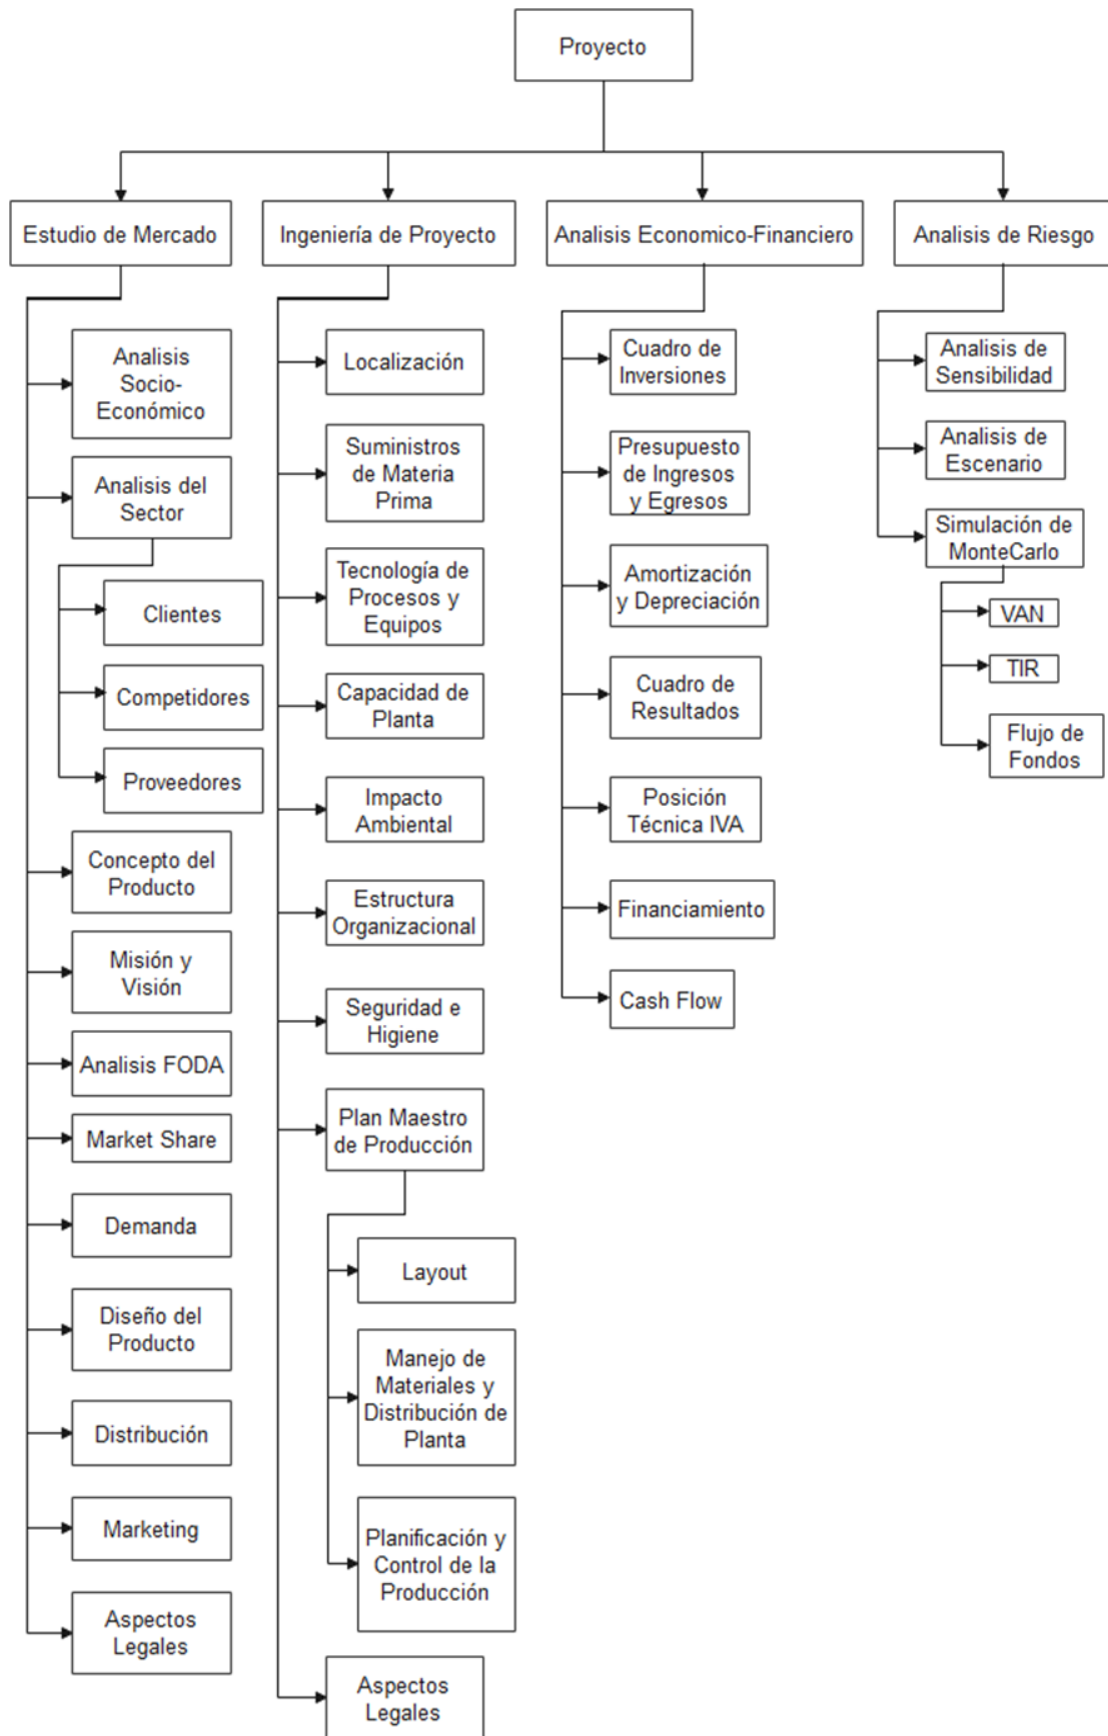 Proyecto
Estudio de Mercado
Ingeniería de Proyecto
Analisis Economico-Financiero
Analisis de Riesgo
Analisis
Socio-
Económico
Analisis del
Sector
Clientes
Competidores
Proveedores
Concepto del
Producto
Misión y
Visión
Analisis FODA
Market Share
Demanda
Diseño del
Producto
Distribución
Marketing
Aspectos
Legales
Localización
Suministros
de Materia
Prima
Tecnología de
Procesos y
Equipos
Capacidad de
Planta
Impacto
Ambiental
Estructura
Organizacional
Seguridad e
Higiene
Plan Maestro
de Producción
Layout
Manejo de
Materiales y
Distribución de
Planta
Planificación y
Control de la
Producción
Aspectos
Legales
Cuadro de
Inversiones
Presupuesto
de Ingresos
y Egresos
Amortización
y Depreciación
Cuadro de
Resultados
Posición
Técnica IVA
Financiamiento
Cash Flow
Analisis de
Sensibilidad
Analisis de
Escenario
Simulación de
MonteCarlo
VAN
TIR
Flujo de
Fondos